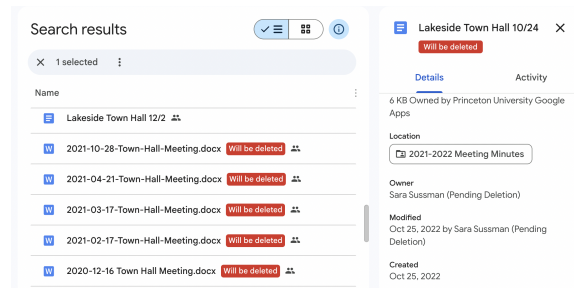 Search results
1 selected
Name
Lakeside Town Hall 12/2
W 2021-10-28-Town-Hall-Meeting.docx Will be deleted
W 2021-04-21-Town-Hall-Meeting.docx Will be deleted
W 2021-03-17-Town-Hall-Meeting.docx Will be deleted
W 2021-02-17-Town-Hall-Meeting.docx Will be deleted
W 2020-12-16 Town Hall Meeting.docx Will be deleted
Lakeside Town Hall 10/24
Will be deleted
Details Activity
6 KB Owned by Princeton University Google
Apps
Location
2021-2022 Meeting Minutes
Owner
Sara Sussman (Pending Deletion)
Modified
Oct 25, 2022 by Sara Sussman (Pending
Deletion)
Created
Oct 25, 2022